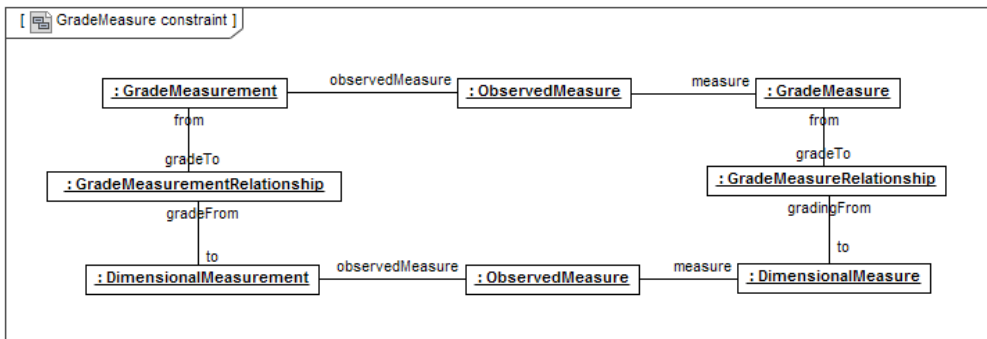 [ GradeMeasure constraint ]
observedMeasure
measure
: GradeMeasurement
: ObservedMeasure
: GradeMeasure
from
from
gradeTo
gradeTo
: GradeMeasurementRelationship
: GradeMeasureRelationship
gradeFrom
gradingFrom
to
to
observedMeasure
measure
: DimensionalMeasurement
: ObservedMeasure
: DimensionalMeasure